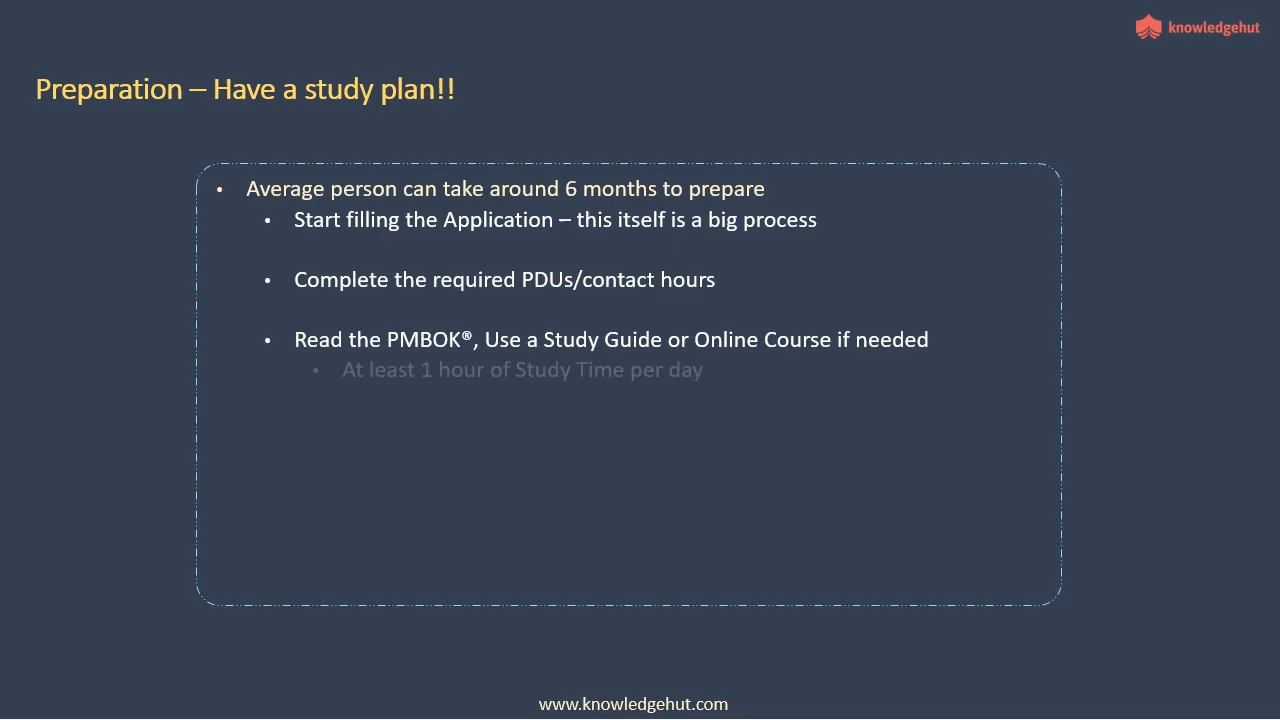 knowledgehut
Preparation – Have a study plan!!
• Average person can take around 6 months to prepare
• Start filling the Application – this itself is a big process
• Complete the required PDUs/contact hours
• Read the PMBOK®, Use a Study Guide or Online Course if needed
• At least 1 hour of Study Time per day
www.knowledgehut.com